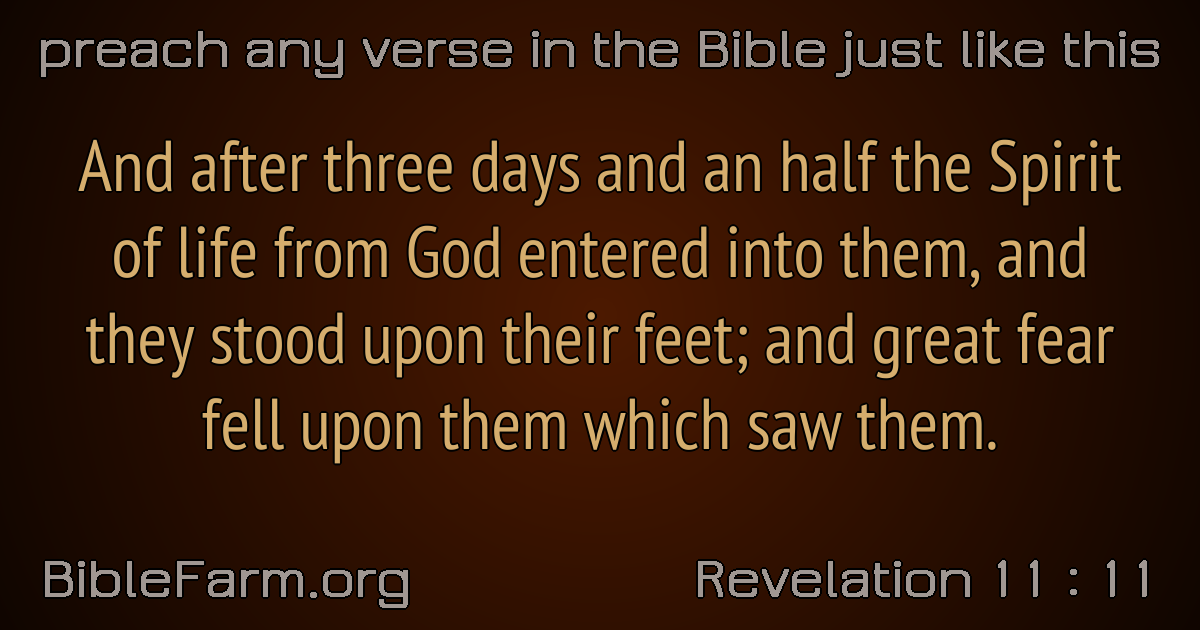 preach any verse in the Bible just like this
And after three days and an half the Spirit
of life from God entered into them, and
they stood upon their feet; and great fear
fell upon them which saw them.
BibleFarm.org
Revelation 11 : 11